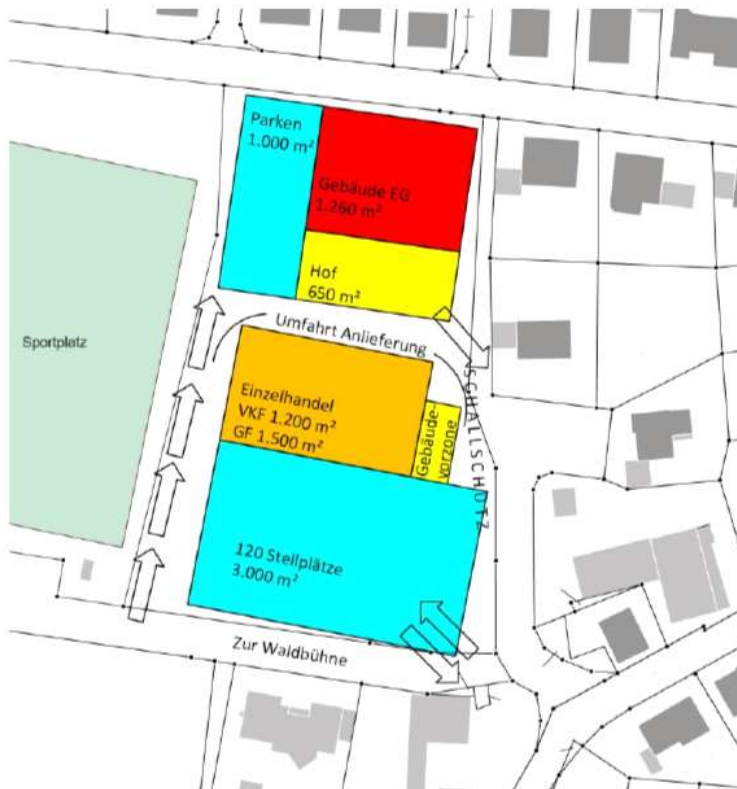 Parken
1.000 m²
Gebäude EG
1.260 m²
Hof
650 m²
Umfahrt Anlieferung
Sportplatz
Einzelhandel
VKF 1.200 m²
GF 1.500 m²
Gebäude-
vorzone
SCHALLSCHUTZ
120 Stellplätze
3.000 m²
Zur Waldbühne